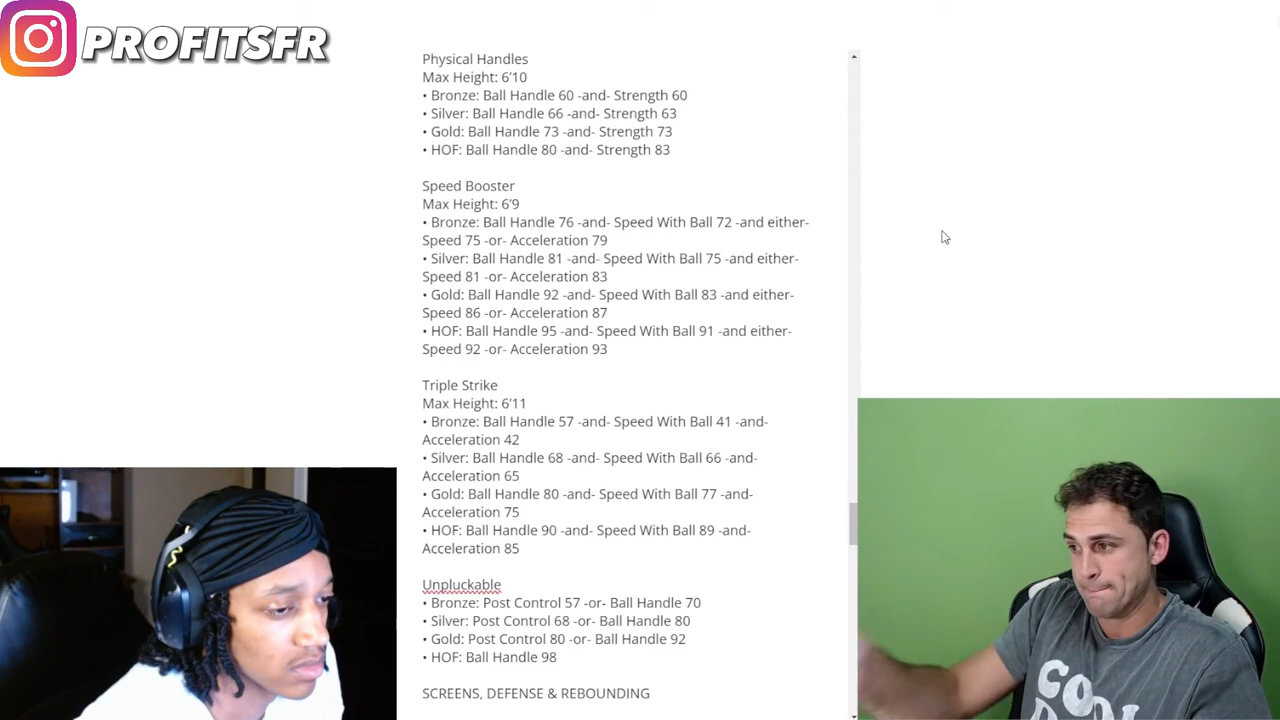 PROFITSFR
Physical Handles
Max Height: 6'10
• Bronze: Ball Handle 60 -and- Strength 60
• Silver: Ball Handle 66 -and- Strength 63
• Gold: Ball Handle 73 -and- Strength 73
• HOF: Ball Handle 80 -and- Strength 83
Speed Booster
Max Height: 6'9
• Bronze: Ball Handle 76 -and- Speed With Ball 72 -and either-
Speed 75 -or- Acceleration 79
• Silver: Ball Handle 81 -and- Speed With Ball 75 -and either-
Speed 81 -or- Acceleration 83
• Gold: Ball Handle 92 -and- Speed With Ball 83 -and either-
Speed 86 -or- Acceleration 87
• HOF: Ball Handle 95 -and- Speed With Ball 91 -and either-
Speed 92 -or- Acceleration 93
Triple Strike
Max Height: 6'11
• Bronze: Ball Handle 57 -and- Speed With Ball 41 -and-
Acceleration 42
• Silver: Ball Handle 68 -and- Speed With Ball 66 -and-
Acceleration 65
• Gold: Ball Handle 80 -and- Speed With Ball 77 -and-
Acceleration 75
• HOF: Ball Handle 90 -and- Speed With Ball 89 -and-
Acceleration 85
Unpluckable
• Bronze: Post Control 57 -or- Ball Handle 70
• Silver: Post Control 68 -or- Ball Handle 80
• Gold: Post Control 80 -or- Ball Handle 92
• HOF: Ball Handle 98
SCREENS, DEFENSE & REBOUNDING